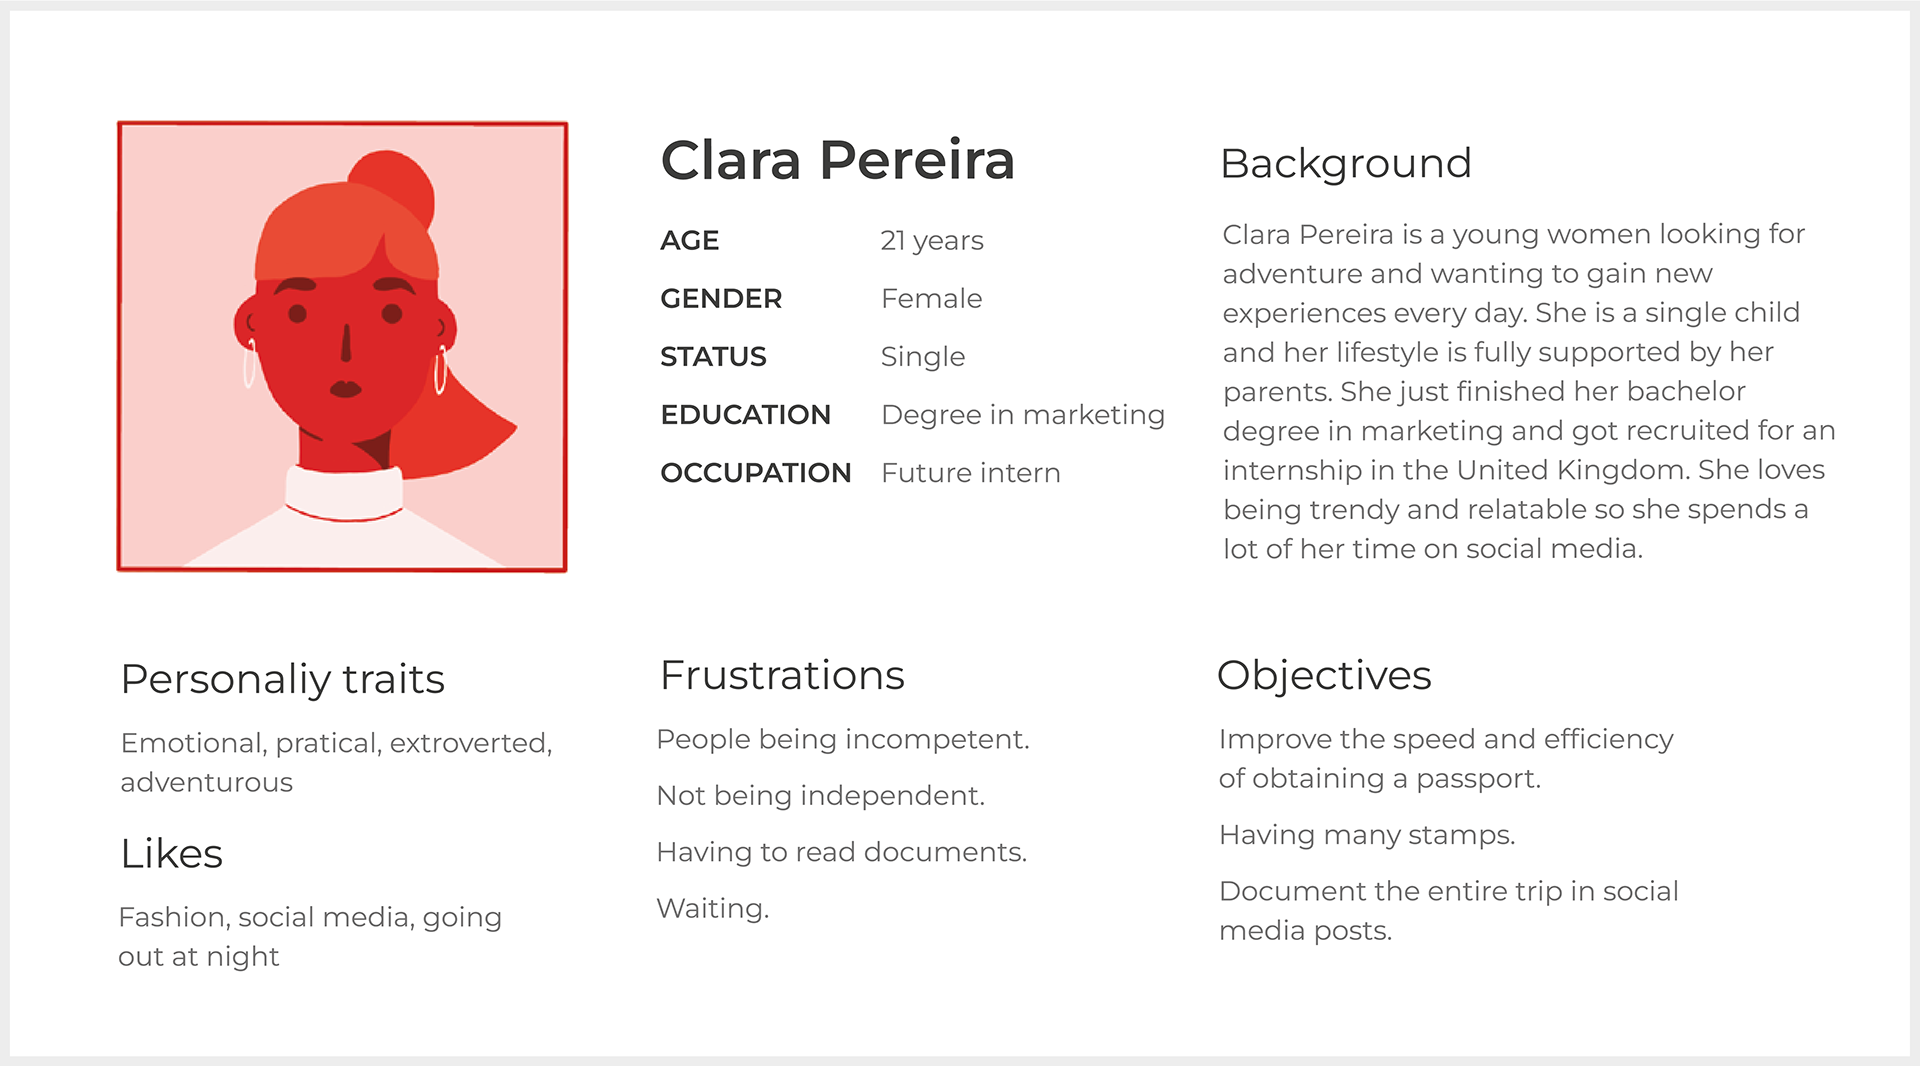 Clara Pereira
AGE 21 years
GENDER Female
STATUS Single
EDUCATION Degree in marketing
OCCUPATION Future intern
Background
Clara Pereira is a young women looking for
adventure and wanting to gain new
experiences every day. She is a single child
and her lifestyle is fully supported by her
parents. She just finished her bachelor
degree in marketing and got recruited for an
internship in the United Kingdom. She loves
being trendy and relatable so she spends a
lot of her time on social media.
Personaliy traits
Emotional, pratical, extroverted,
adventurous
Likes
Fashion, social media, going
out at night
Frustrations
People being incompetent.
Not being independent.
Having to read documents.
Waiting.
Objectives
Improve the speed and efficiency
of obtaining a passport.
Having many stamps.
Document the entire trip in social
media posts.